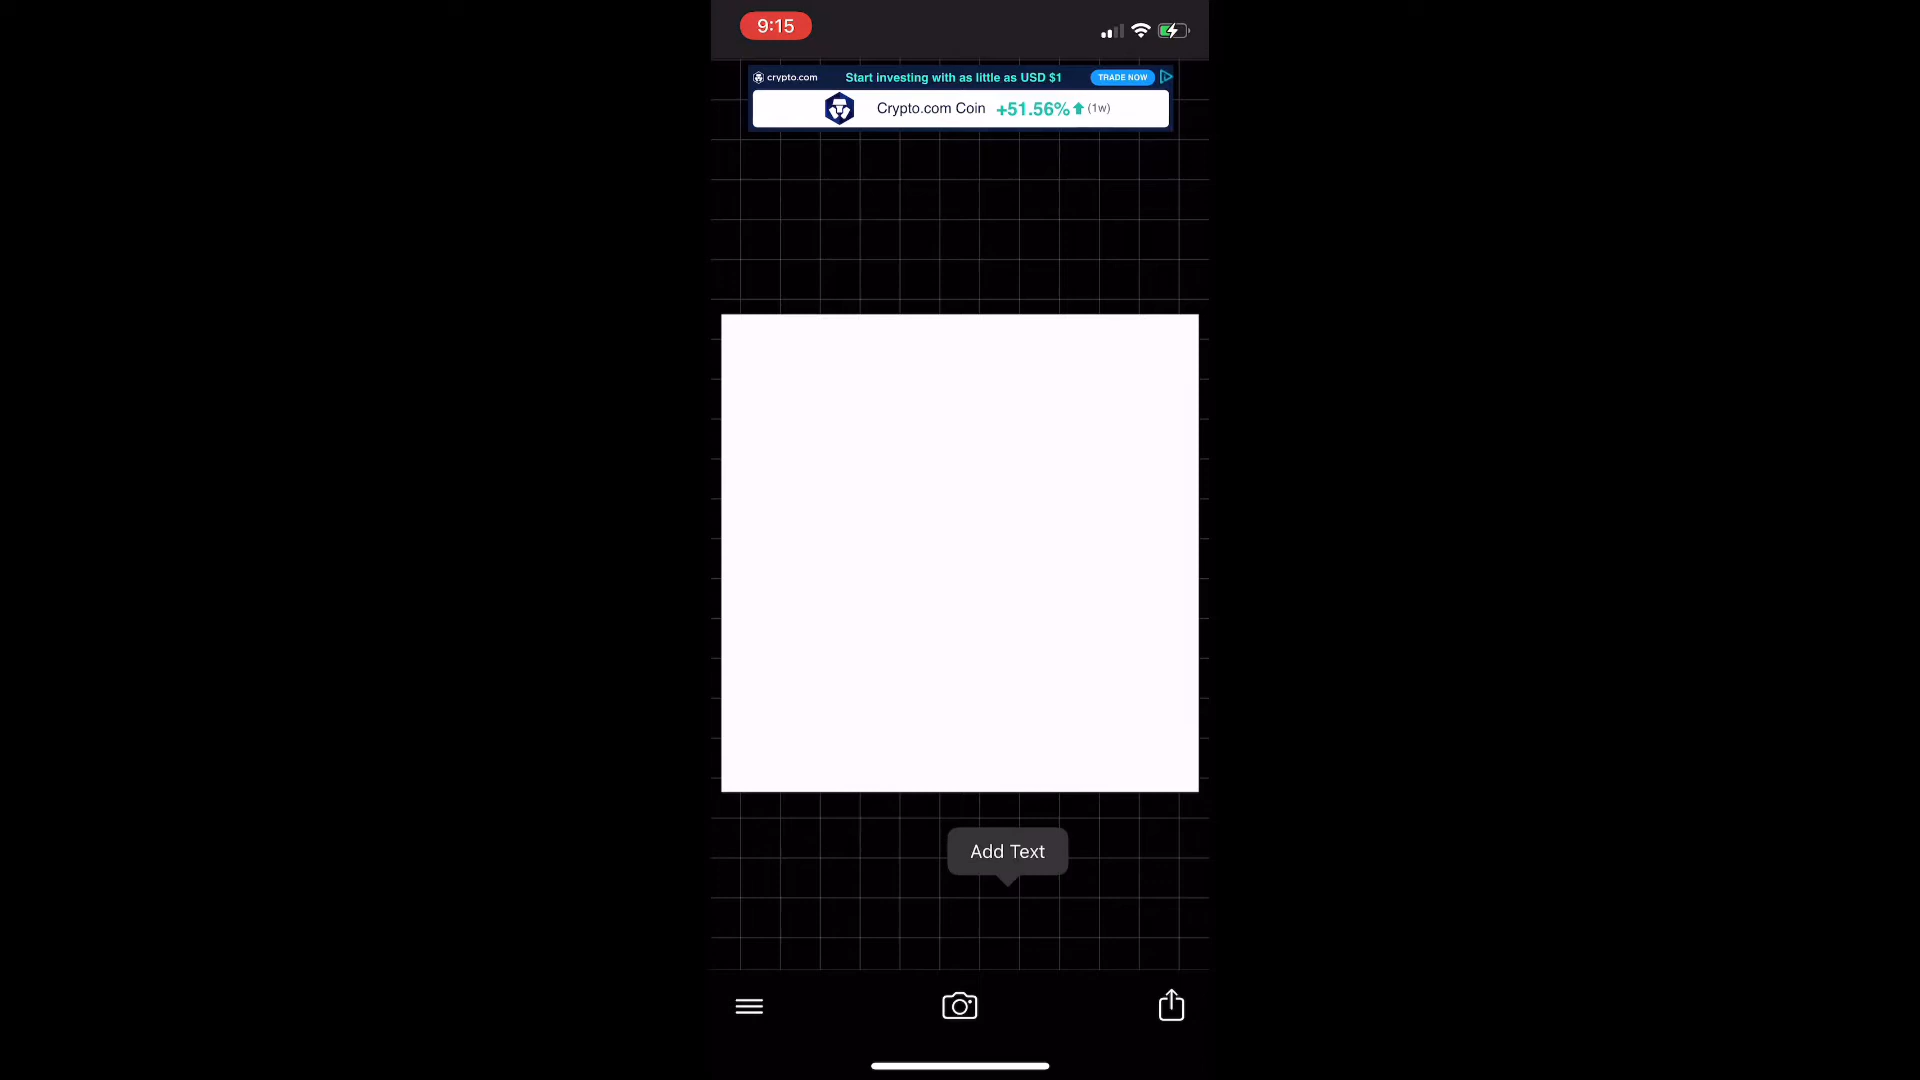 9:15
crypto.com Start investing with as little as USD $1 TRADE NOW
Crypto.com Coin +51.56% (1w)
Add Text